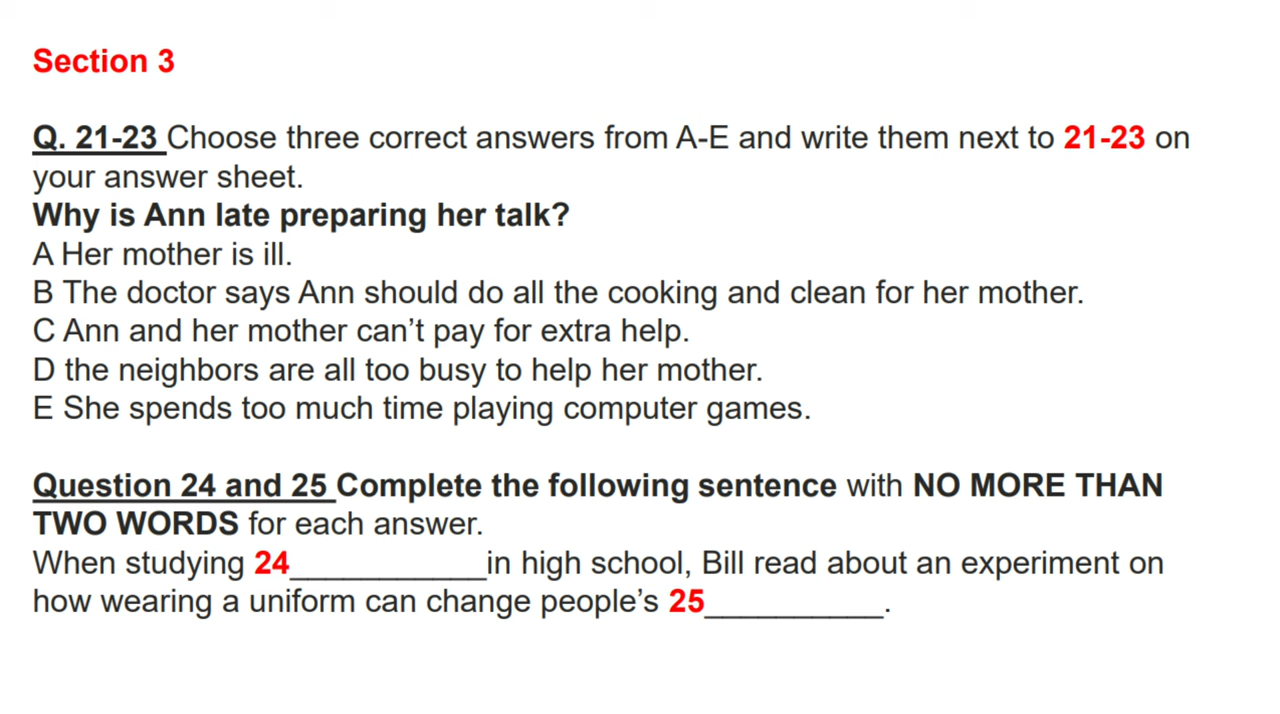 Section 3
Q. 21-23 Choose three correct answers from A-E and write them next to 21-23 on
your answer sheet.
Why is Ann late preparing her talk?
A Her mother is ill.
B The doctor says Ann should do all the cooking and clean for her mother.
C Ann and her mother can’t pay for extra help.
D the neighbors are all too busy to help her mother.
E She spends too much time playing computer games.
Question 24 and 25 Complete the following sentence with NO MORE THAN
TWO WORDS for each answer.
When studying 24___________in high school, Bill read about an experiment on
how wearing a uniform can change people’s 25__________.